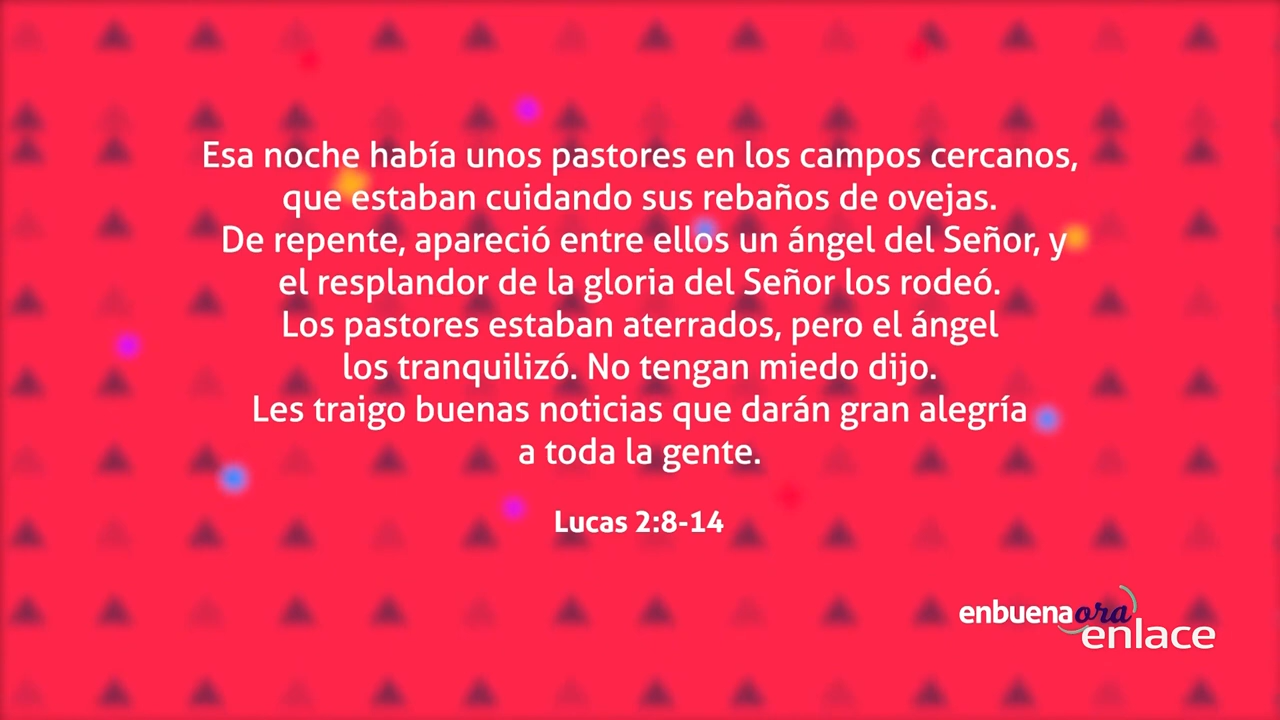 Esa noche había unos pastores en los campos cercanos,
que estaban cuidando sus rebaños de ovejas.
De repente, apareció entre ellos un ángel del Señor, y
el resplandor de la gloria del Señor los rodeó.
Los pastores estaban aterrados, pero el ángel
los tranquilizó. No tengan miedo dijo.
Les traigo buenas noticias que darán gran alegría
a toda la gente.
Lucas 2:8-14
enbuenaora
enlace